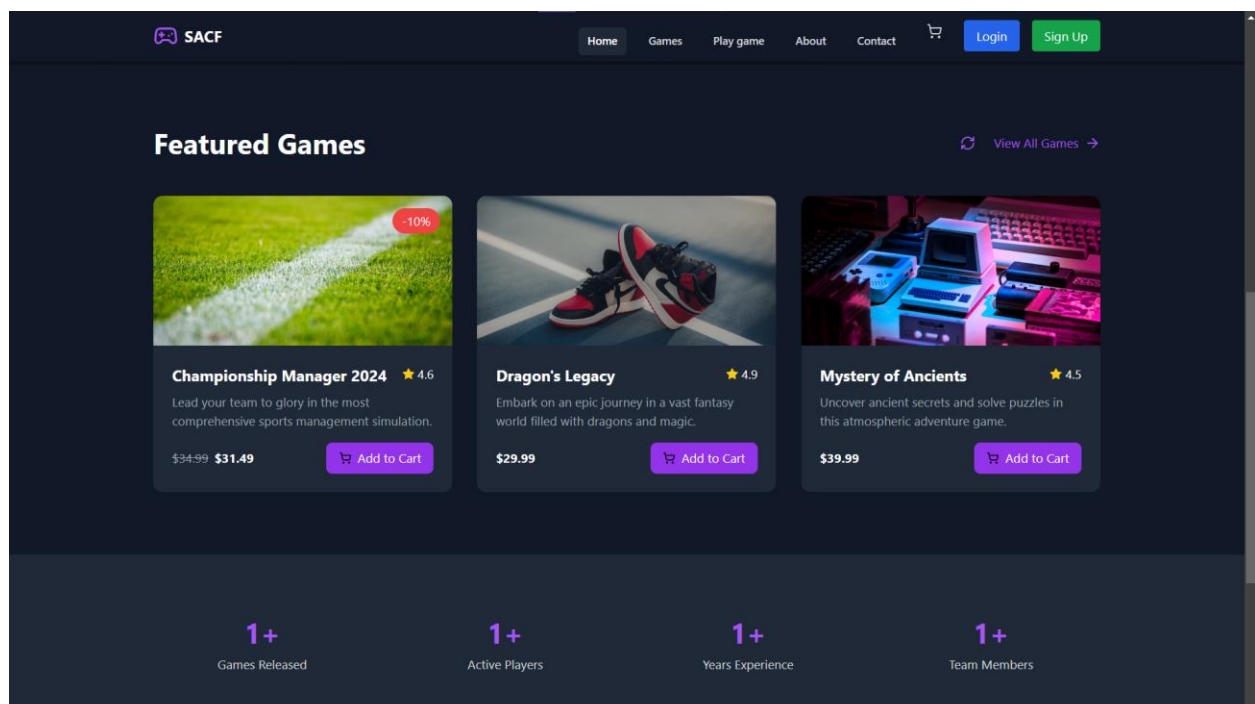 SACF
Home Games Play game About Contact Login Sign Up
Featured Games
View All Games →
-10%
Championship Manager 2024 4.6
Lead your team to glory in the most
comprehensive sports management simulation.
$34.99 $31.49 Add to Cart
Dragon's Legacy 4.9
Embark on an epic journey in a vast fantasy
world filled with dragons and magic.
$29.99 Add to Cart
Mystery of Ancients 4.5
Uncover ancient secrets and solve puzzles in
this atmospheric adventure game.
$39.99 Add to Cart
1+
Games Released
1+
Active Players
1+
Years Experience
1+
Team Members